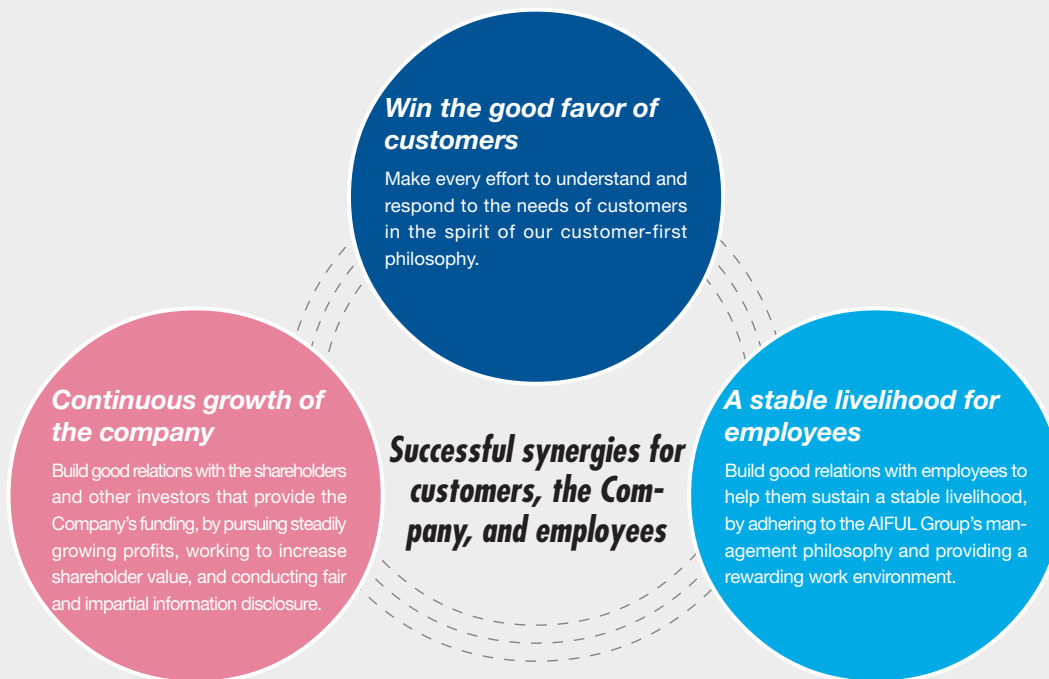 Win the good favor of
customers
Make every effort to understand and
respond to the needs of customers
in the spirit of our customer-first
philosophy.
Continuous growth of
the company
Build good relations with the shareholders
and other investors that provide the
Company’s funding, by pursuing steadily
growing profits, working to increase
shareholder value, and conducting fair
and impartial information disclosure.
Successful synergies for
customers, the Com-
pany, and employees
A stable livelihood for
employees
Build good relations with employees to
help them sustain a stable livelihood,
by adhering to the AIFUL Group’s man-
agement philosophy and providing a
rewarding work environment.